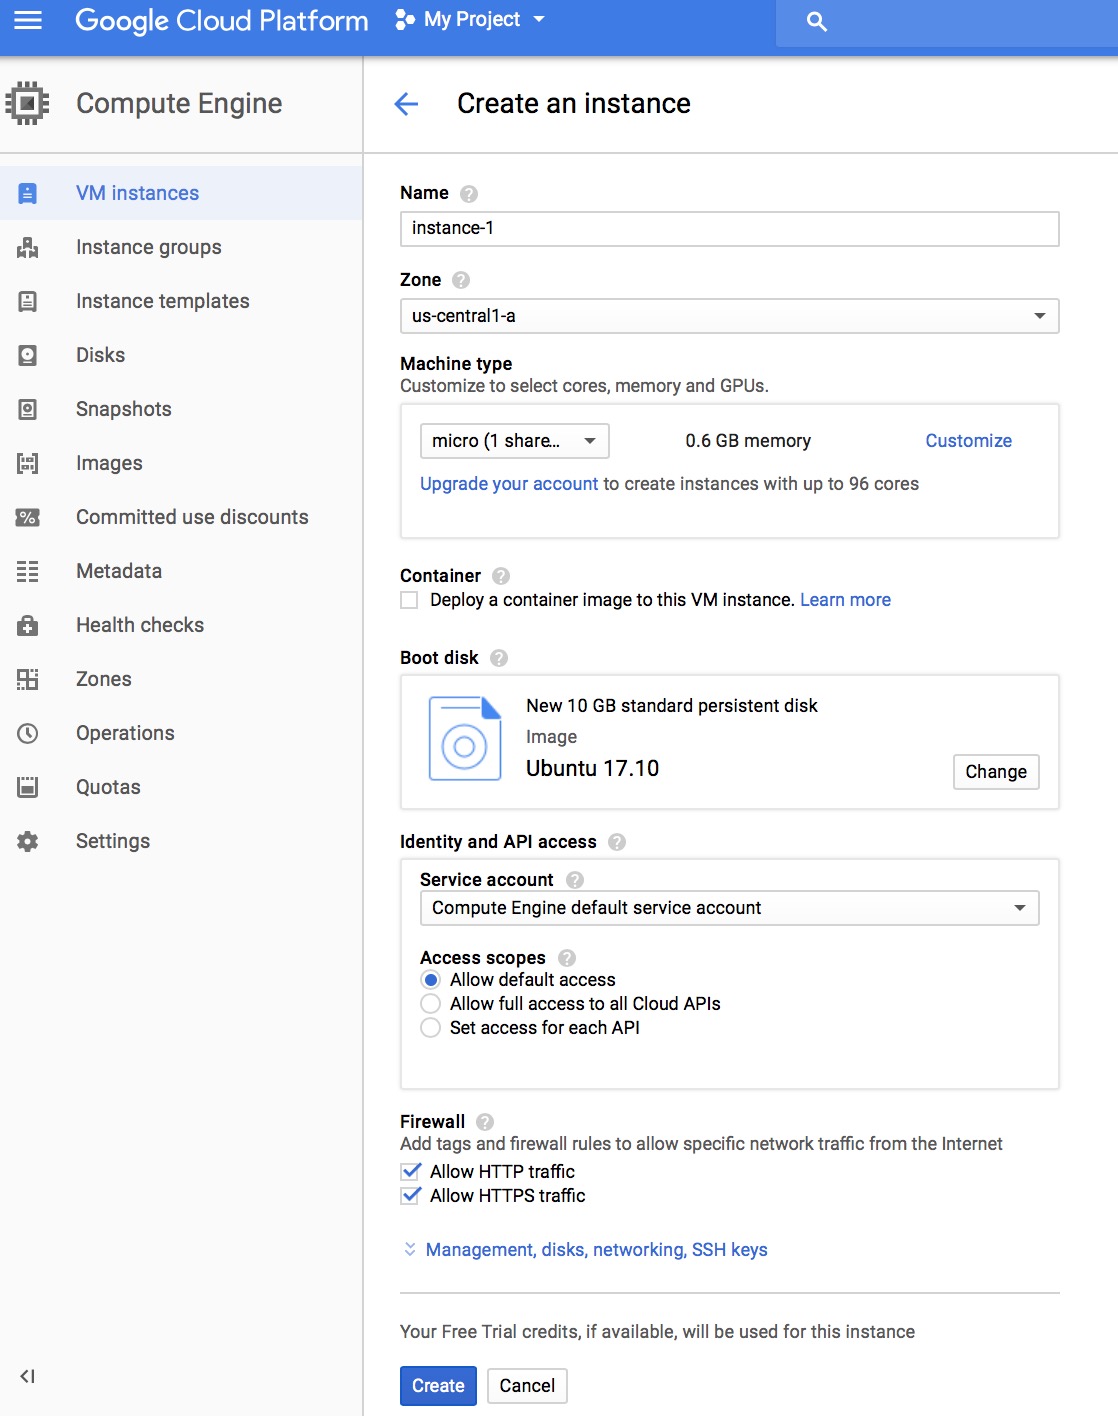 Google Cloud Platform
My Project
Compute Engine
Create an instance
VM instances
Instance groups
Instance templates
Disks
Snapshots
Images
Committed use discounts
Metadata
Health checks
Zones
Operations
Quotas
Settings
Name
instance-1
Zone
us-central1-a
Machine type
Customize to select cores, memory and GPUs.
micro (1 share... 0.6 GB memory Customize
Upgrade your account to create instances with up to 96 cores
Container
Deploy a container image to this VM instance. Learn more
Boot disk
New 10 GB standard persistent disk
Image
Ubuntu 17.10
Change
Identity and API access
Service account
Compute Engine default service account
Access scopes
Allow default access
Allow full access to all Cloud APIs
Set access for each API
Firewall
Add tags and firewall rules to allow specific network traffic from the Internet
Allow HTTP traffic
Allow HTTPS traffic
Management, disks, networking, SSH keys
Your Free Trial credits, if available, will be used for this instance
Create Cancel